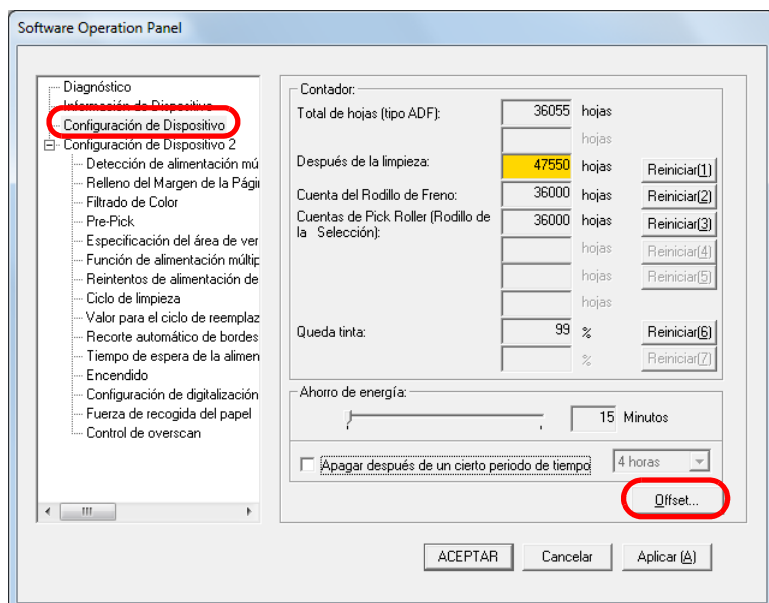 Software Operation Panel
Diagnóstico
Información de Dispositivo
Configuración de Dispositivo
Configuración de Dispositivo 2
Detección de alimentación mú
Relleno del Margen de la Pági
Filtrado de Color
Pre-Pick
Especificación del área de ver
Función de alimentación múltip
Reintentos de alimentación de
Ciclo de limpieza
Valor para el ciclo de reemplaz
Recorte automático de bordes
Tiempo de espera de la alimen
Encendido
Configuración de digitalización
Fuerza de recogida del papel
Control de overscan
Contador:
Total de hojas (tipo ADF): 36055 hojas
hojas
Después de la limpieza: 47550 hojas Reiniciar(1)
Cuenta del Rodillo de Freno: 36000 hojas Reiniciar(2)
Cuentas de Pick Roller (Rodillo de la Selección): 36000 hojas Reiniciar(3)
hojas Reiniciar(4)
hojas Reiniciar(5)
hojas
Queda tinta: 99 % Reiniciar(6)
% Reiniciar(7)
Ahorro de energía:
15 Minutos
Apagar después de un cierto periodo de tiempo 4 horas
Offset...
ACEPTAR Cancelar Aplicar (A)